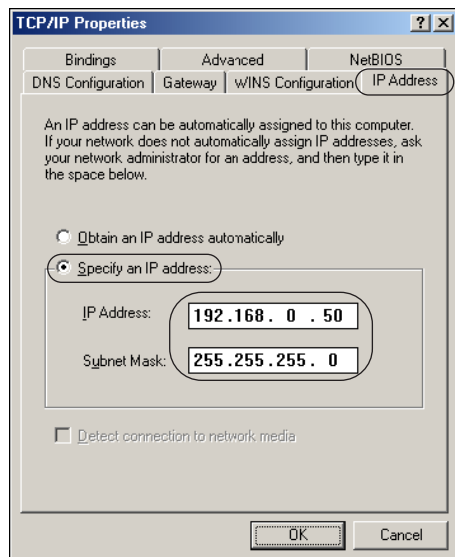 TCP/IP Properties ? ×
Bindings Advanced NetBIOS
DNS Configuration Gateway WINS Configuration IP Address
An IP address can be automatically assigned to this computer.
If your network does not automatically assign IP addresses, ask
your network administrator for an address, and then type it in
the space below.
Obtain an IP address automatically
Specify an IP address:
IP Address: 192.168. 0 .50
Subnet Mask: 255.255.255. 0
Detect connection to network media
OK Cancel